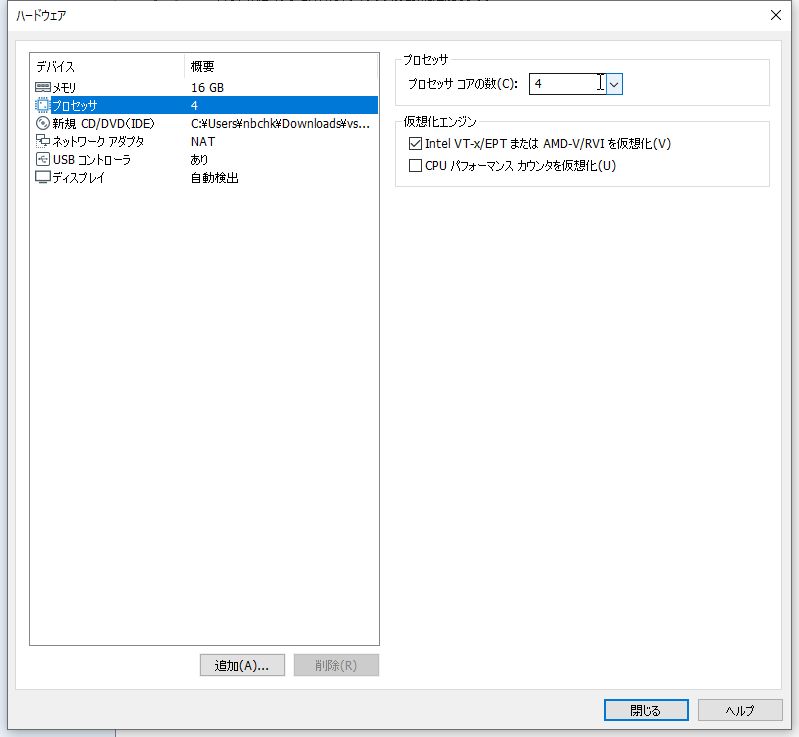 ハードウェア
デバイス 概要
メモリ 16 GB
プロセッサ 4
新規 CD/DVD(IDE) C:¥Users¥nbchk¥Downloads¥vs...
ネットワーク アダプタ NAT
USB コントローラ あり
ディスプレイ 自動検出
追加(A)... 削除(R)
プロセッサ
プロセッサ コアの数(C): 4
仮想化エンジン
Intel VT-x/EPT または AMD-V/RVI を仮想化(V)
CPU パフォーマンス カウンタを仮想化(U)
閉じる ヘルプ